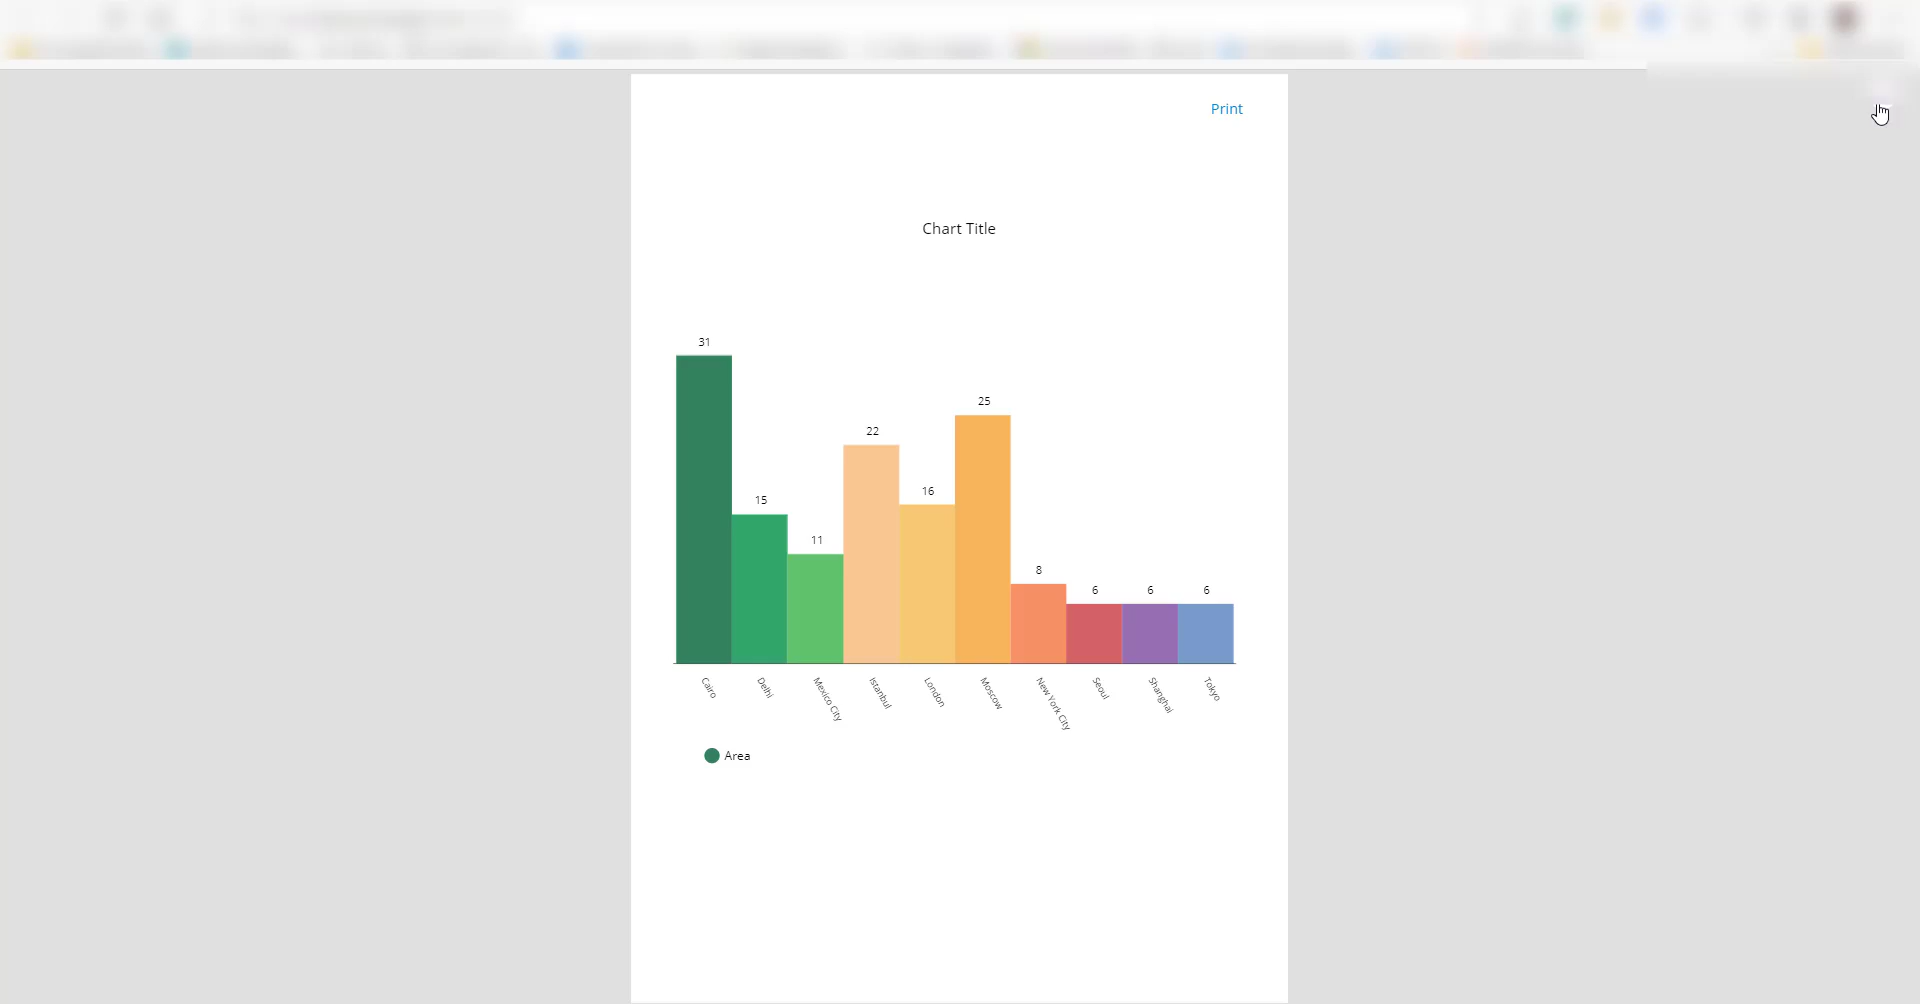 Print
Chart Title
31
25
22
16
15
11
8
6
6
6
Cairo
Delhi
Mexico City
Istanbul
London
Moscow
New York City
Seoul
Shanghai
Tokyo
Area